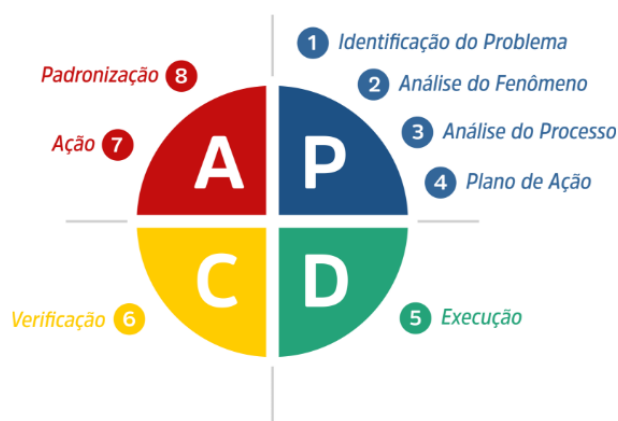 1 Identificação do Problema
2 Análise do Fenômeno
3 Análise do Processo
4 Plano de Ação
Padronização 8
Ação 7
A P
C D
Verificação 6
5 Execução